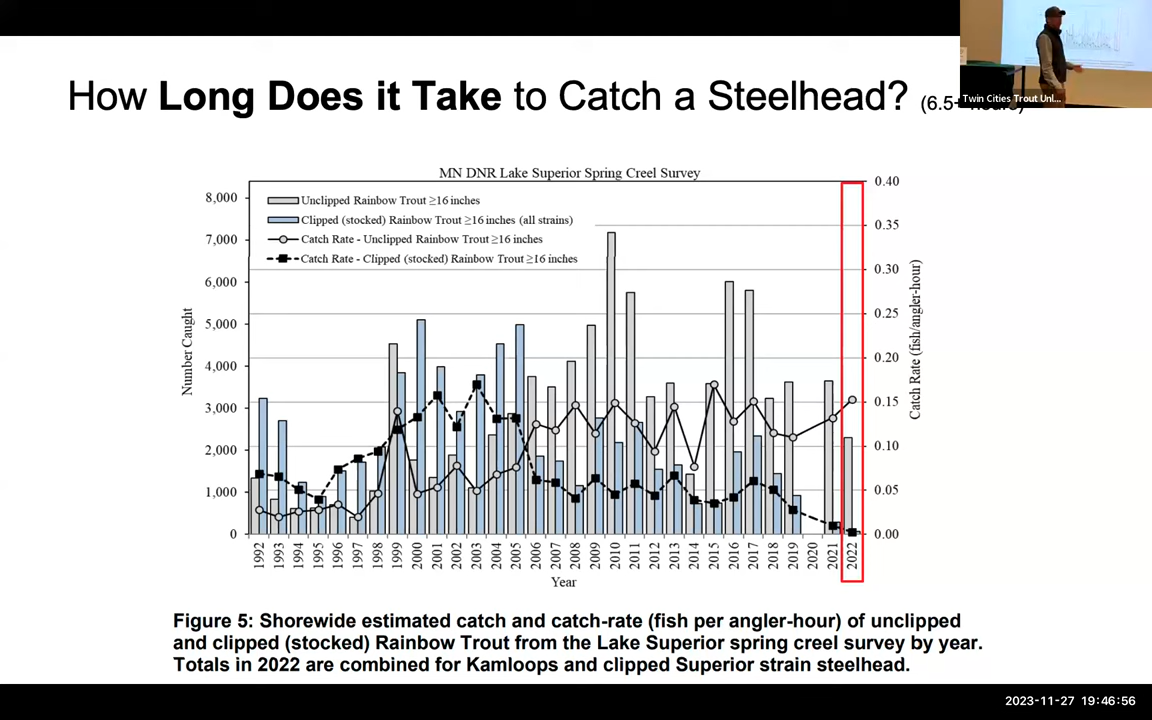 How Long Does it Take to Catch a Steelhead? (6.5
Twin Cities Trout Unl...
MN DNR Lake Superior Spring Creel Survey
Unclipped Rainbow Trout ≥16 inches
Clipped (stocked) Rainbow Trout ≥16 inches (all strains)
Catch Rate - Unclipped Rainbow Trout ≥16 inches
Catch Rate - Clipped (stocked) Rainbow Trout ≥16 inches
Number Caught
8,000
7,000
6,000
5,000
4,000
3,000
2,000
1,000
0
0.40
0.35
0.30
0.25
0.20
0.15
0.10
0.05
0.00
Catch Rate (fish/angler-hour)
1992 1993 1994 1995 1996 1997 1998 1999 2000 2001 2002 2003 2004 2005 2006 2007 2008 2009 2010 2011 2012 2013 2014 2015 2016 2017 2018 2019 2020 2021 2022
Year
Figure 5: Shorewide estimated catch and catch-rate (fish per angler-hour) of unclipped
and clipped (stocked) Rainbow Trout from the Lake Superior spring creel survey by year.
Totals in 2022 are combined for Kamloops and clipped Superior strain steelhead.
2023-11-27 19:46:56